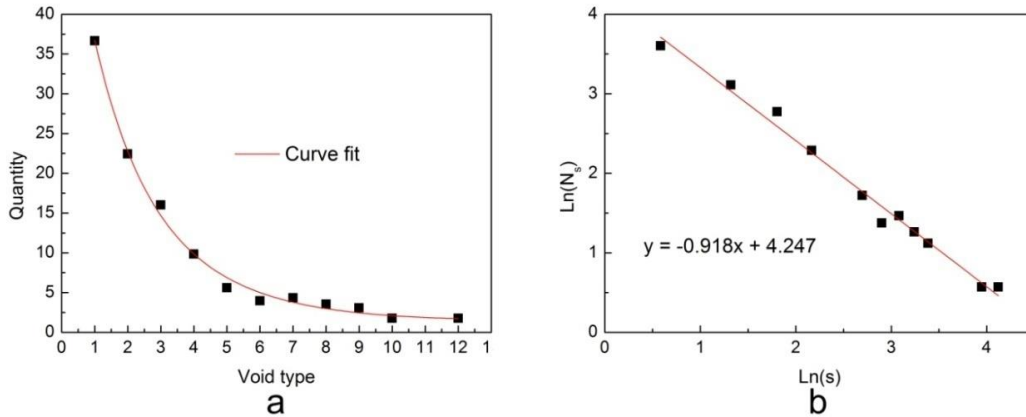 40
35
30
25
20
15
10
5
0
Quantity
Curve fit
0 1 2 3 4 5 6 7 8 9 10 11 12 1
Void type
a
4
3
2
1
0
Ln(Nₛ)
y = -0.918x + 4.247
0 1 2 3 4
Ln(s)
b